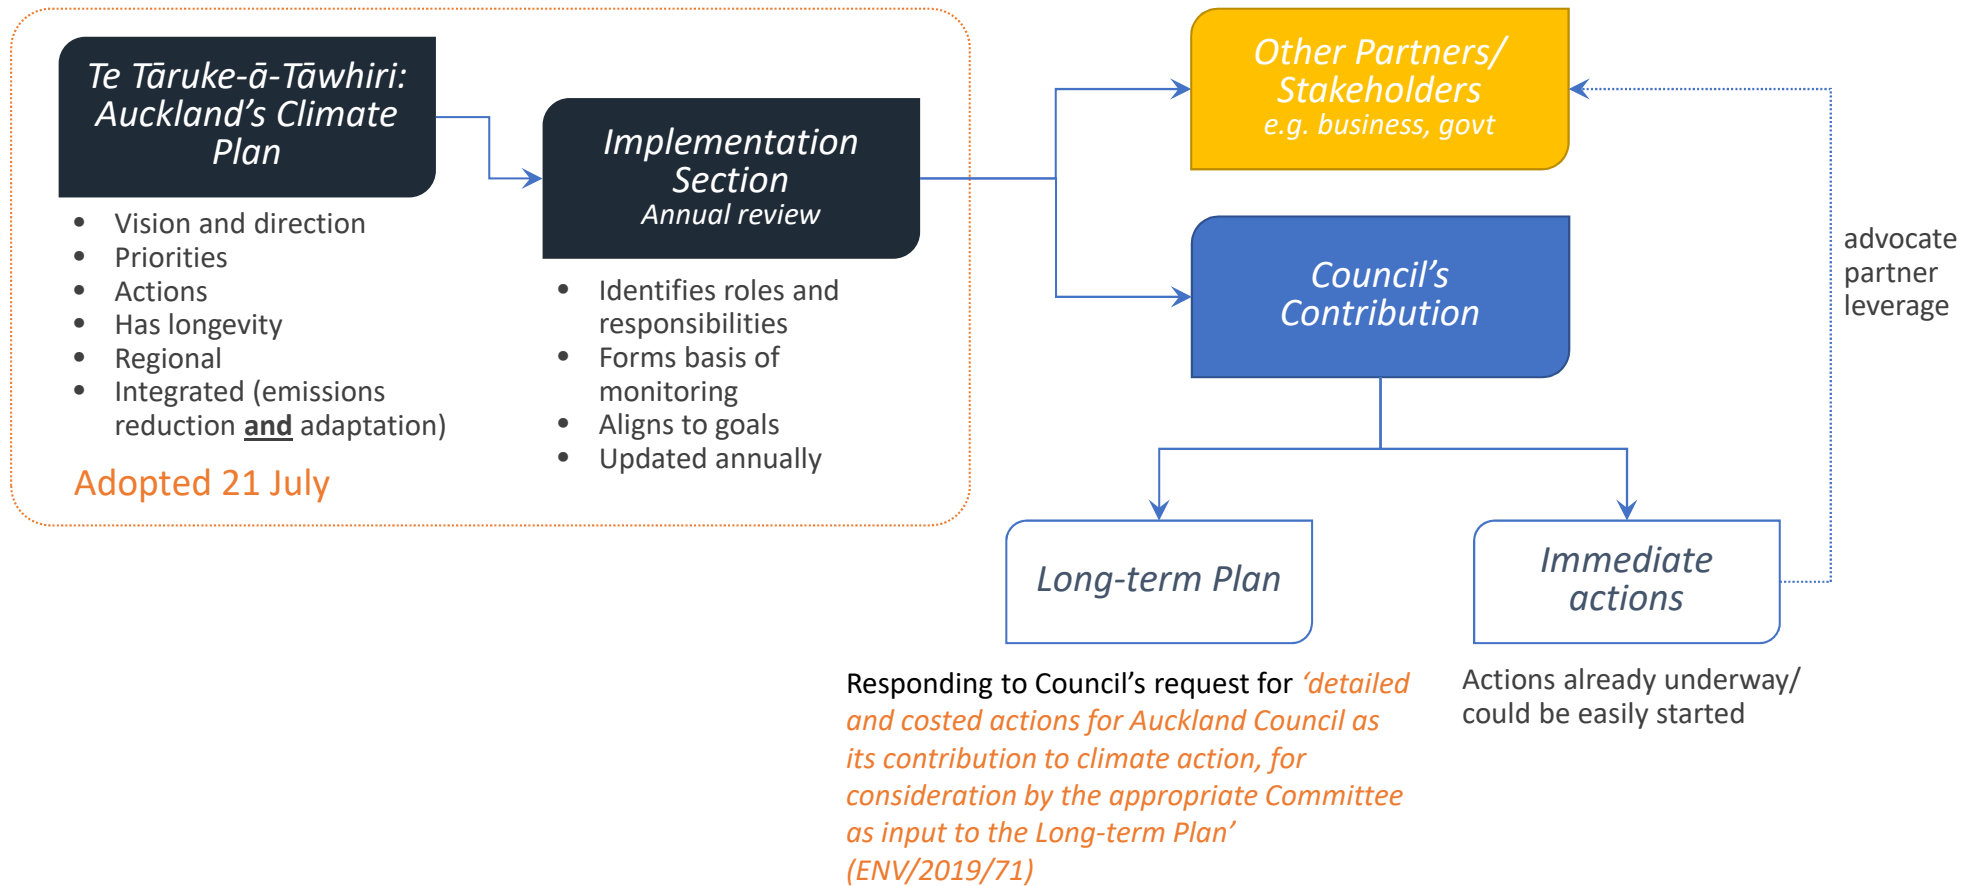 Te Tāruke-ā-Tāwhiri:
Auckland’s Climate
Plan
• Vision and direction
• Priorities
• Actions
• Has longevity
• Regional
• Integrated (emissions
reduction and adaptation)
Adopted 21 July
Implementation
Section
Annual review
• Identifies roles and
responsibilities
• Forms basis of
monitoring
• Aligns to goals
• Updated annually
Other Partners/
Stakeholders
e.g. business, govt
Council’s
Contribution
advocate
partner
leverage
Long-term Plan
Responding to Council’s request for ‘detailed
and costed actions for Auckland Council as
its contribution to climate action, for
consideration by the appropriate Committee
as input to the Long-term Plan’
(ENV/2019/71)
Immediate
actions
Actions already underway/
could be easily started